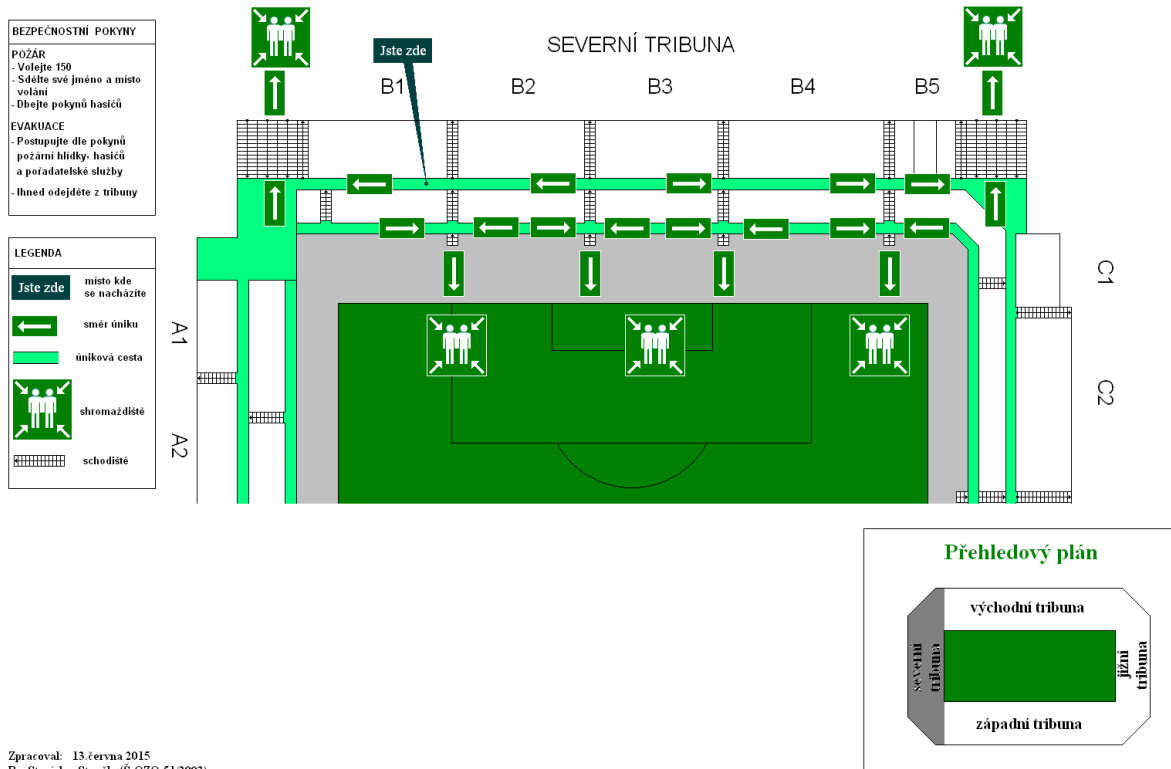 BEZPEČNOSTNÍ POKYNY
POŽÁR
- Volejte 150
- Sdělte své jméno a místo
volání
- Dbejte pokynů hasičů
EVAKUACE
- Postupujte dle pokynů
požární hlídky, hasičů
a pořadatelské služby
- Ihned odejděte z tribuny
LEGENDA
Jste zde
místo kde
se nacházíte
směr úniku
úniková cesta
shromaždiště
schodiště
SEVERNÍ TRIBUNA
Jste zde
B1 B2 B3 B4 B5
A1
A2
C1
C2
Přehledový plán
východní tribuna
severní
tribuna
jižní
tribuna
západní tribuna
Zpracoval: 13.června 2015